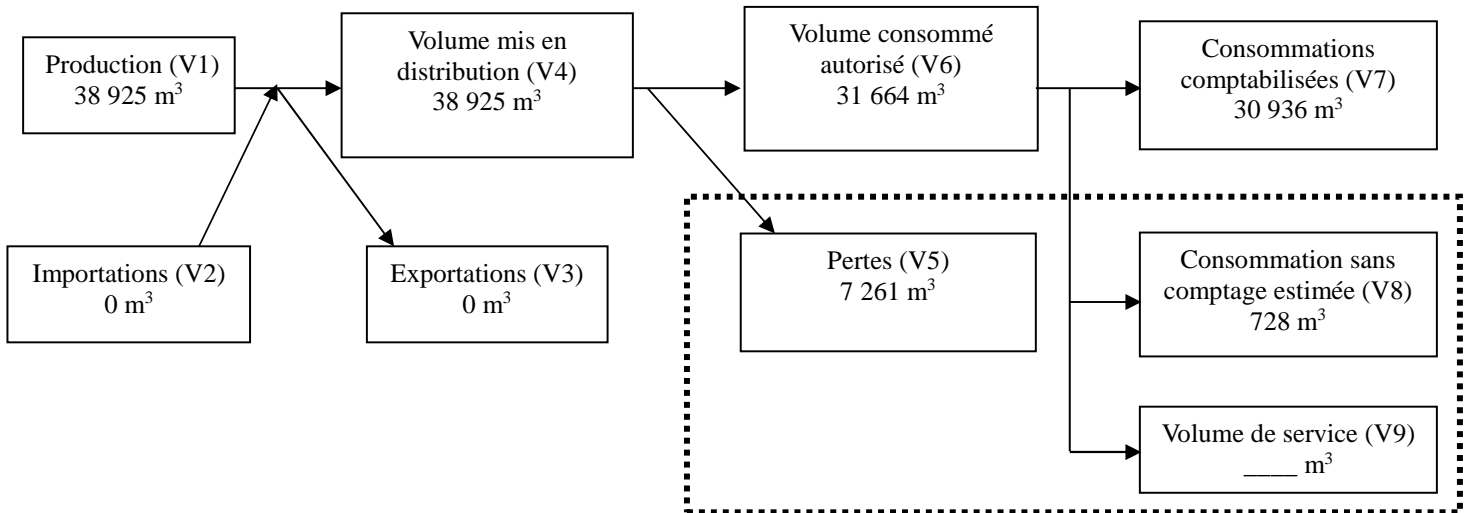 Production (V1)
38 925 m³
Volume mis en
distribution (V4)
38 925 m³
Volume consommé
autorisé (V6)
31 664 m³
Consommations
comptabilisées (V7)
30 936 m³
Importations (V2)
0 m³
Exportations (V3)
0 m³
Pertes (V5)
7 261 m³
Consommation sans
comptage estimée (V8)
728 m³
Volume de service (V9)
____ m³